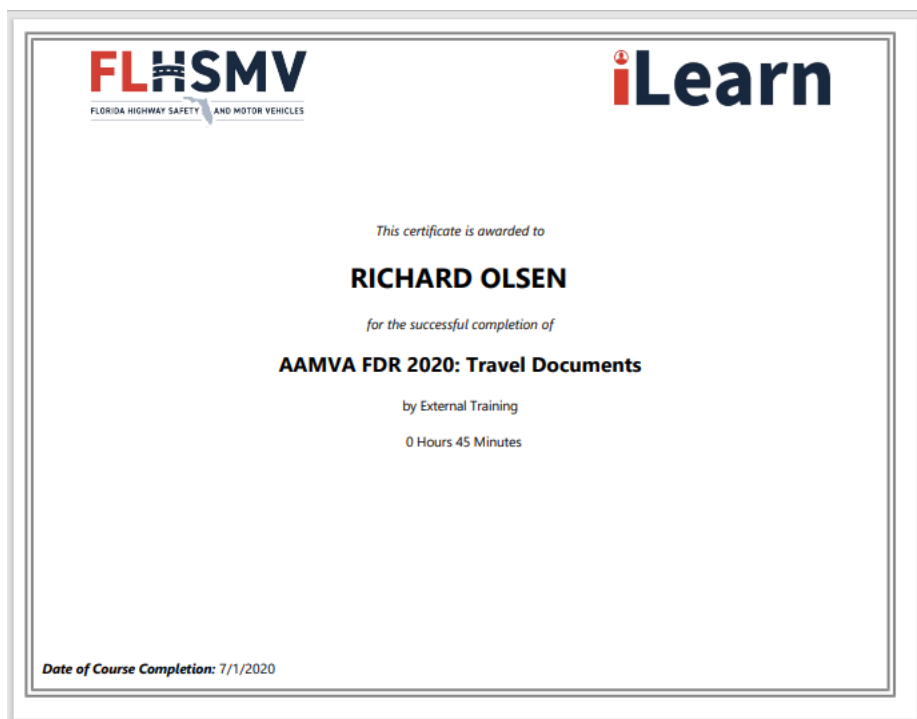 FLHSMV
FLORIDA HIGHWAY SAFETY AND MOTOR VEHICLES
iLearn
This certificate is awarded to
RICHARD OLSEN
for the successful completion of
AAMVA FDR 2020: Travel Documents
by External Training
0 Hours 45 Minutes
Date of Course Completion: 7/1/2020